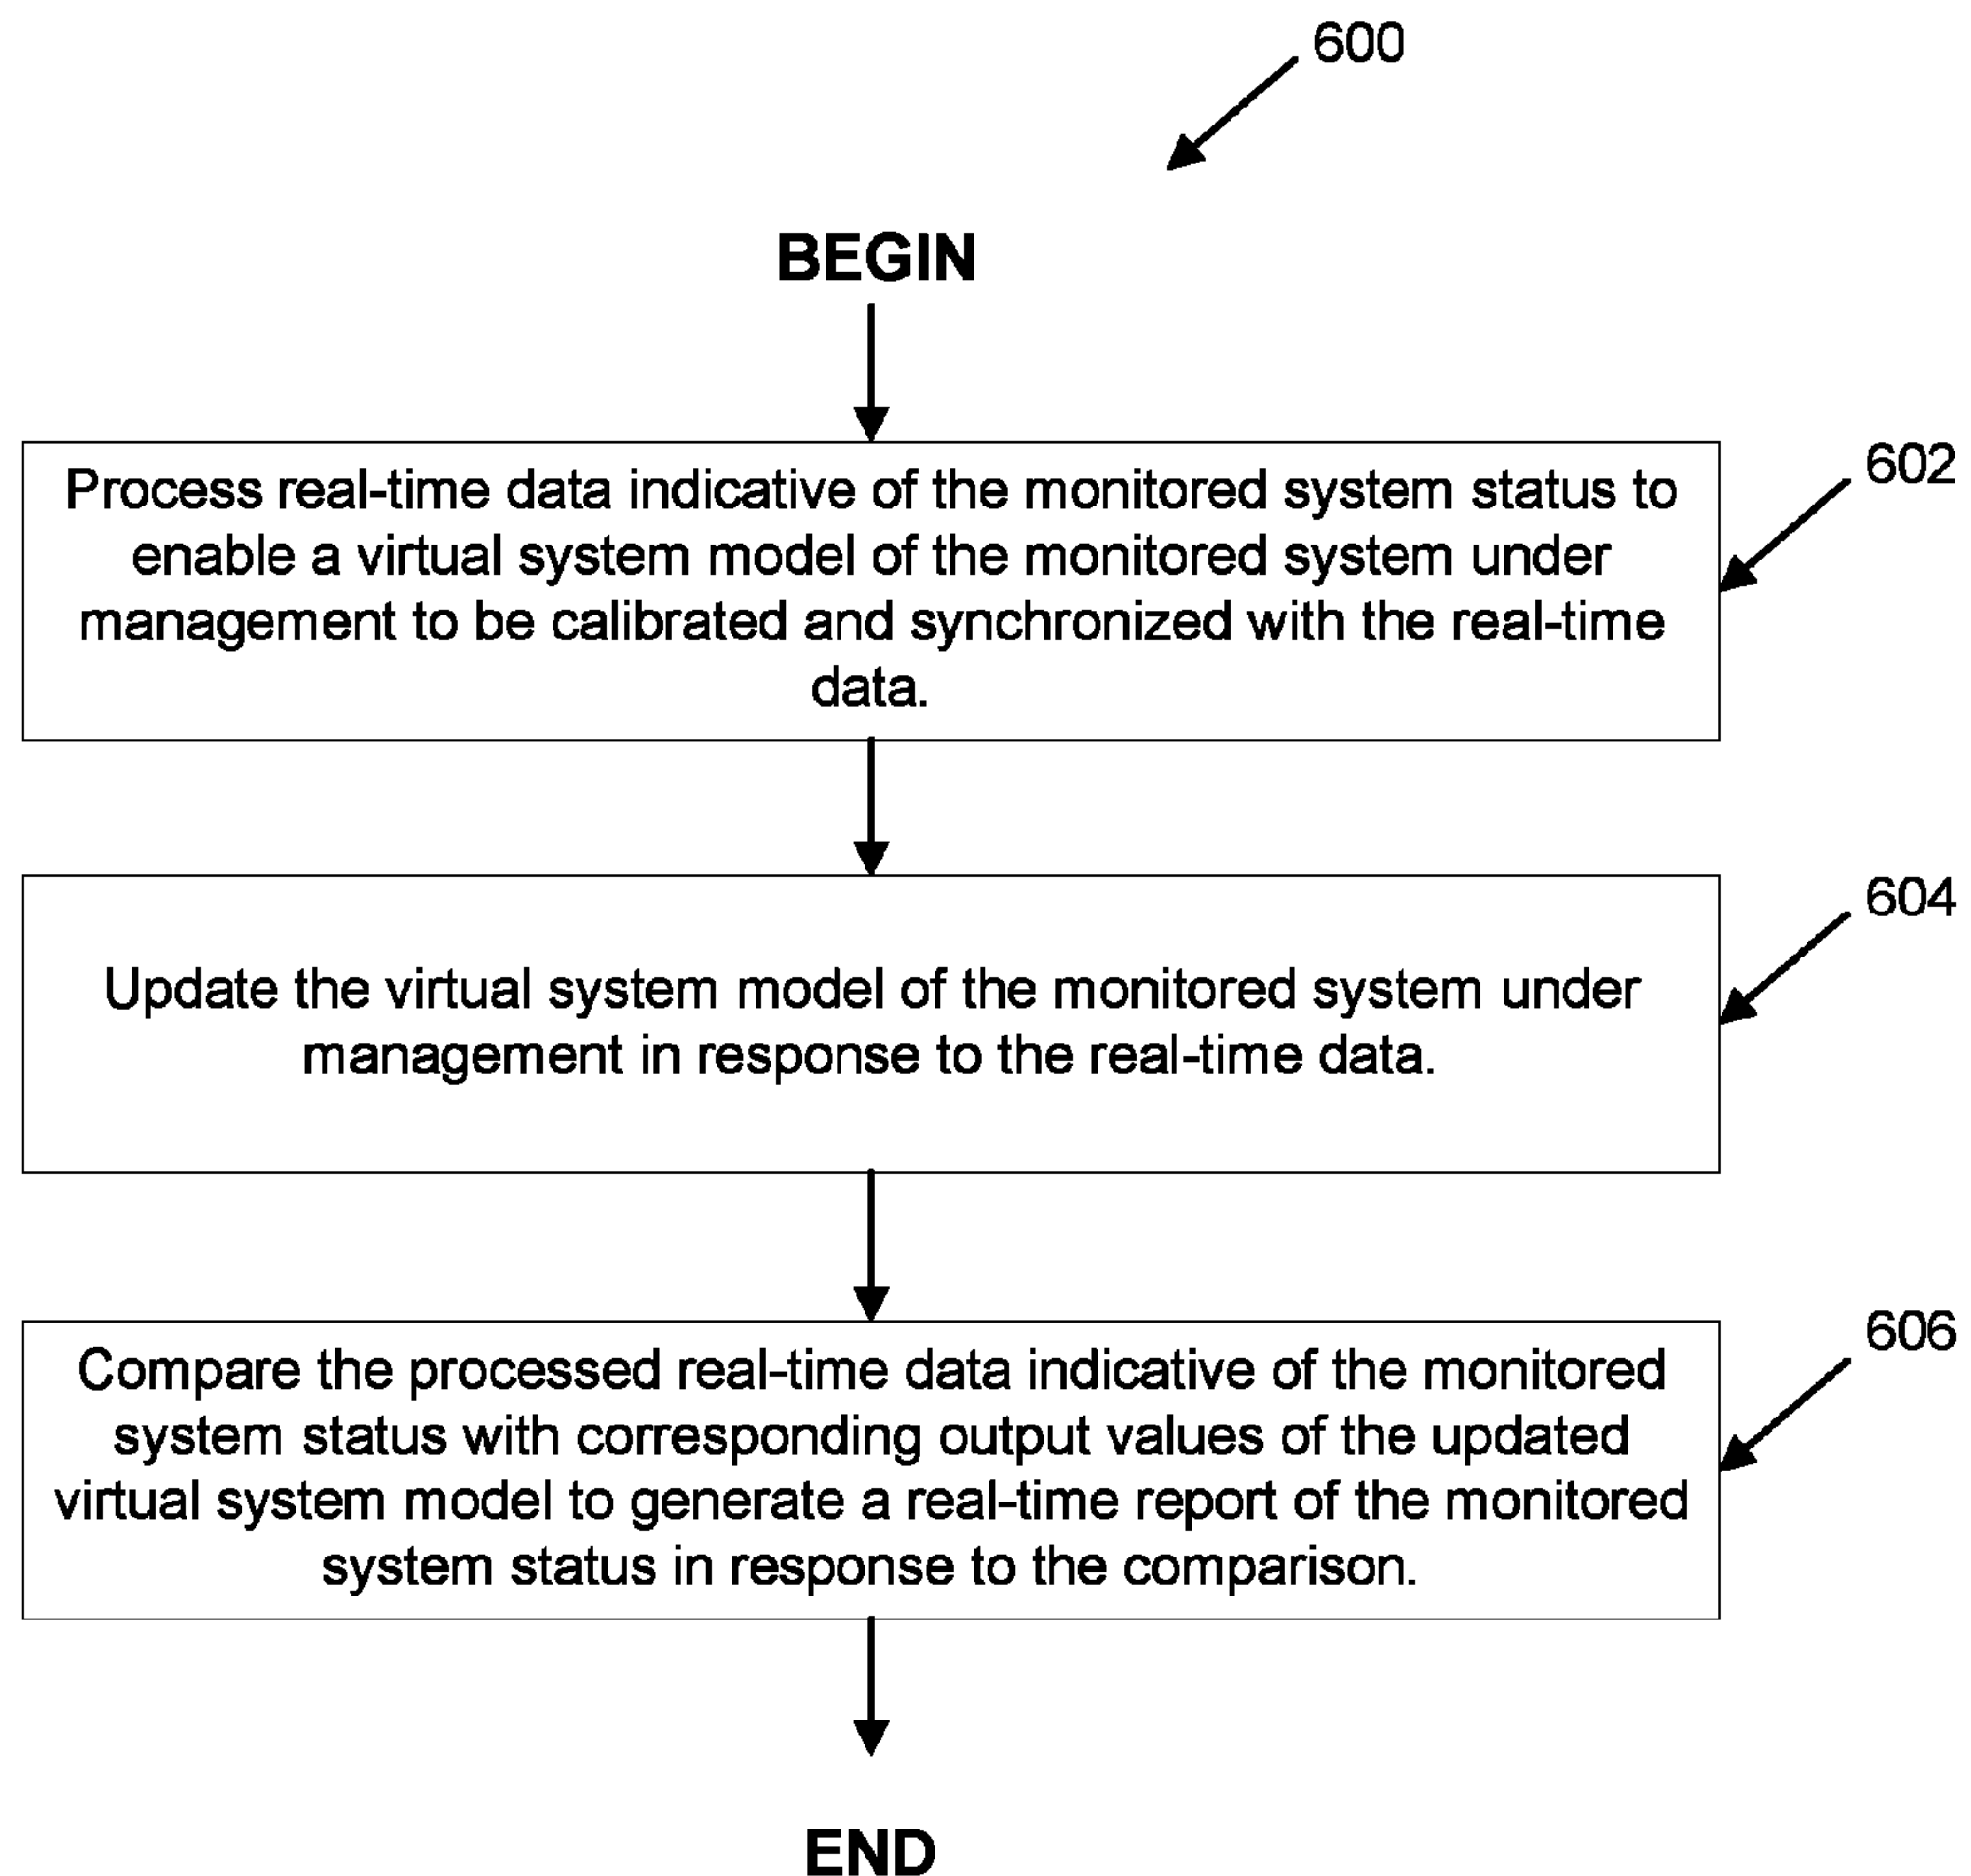 600
BEGIN
602
Process real-time data indicative of the monitored system status to
enable a virtual system model of the monitored system under
management to be calibrated and synchronized with the real-time
data.
604
Update the virtual system model of the monitored system under
management in response to the real-time data.
606
Compare the processed real-time data indicative of the monitored
system status with corresponding output values of the updated
virtual system model to generate a real-time report of the monitored
system status in response to the comparison.
END